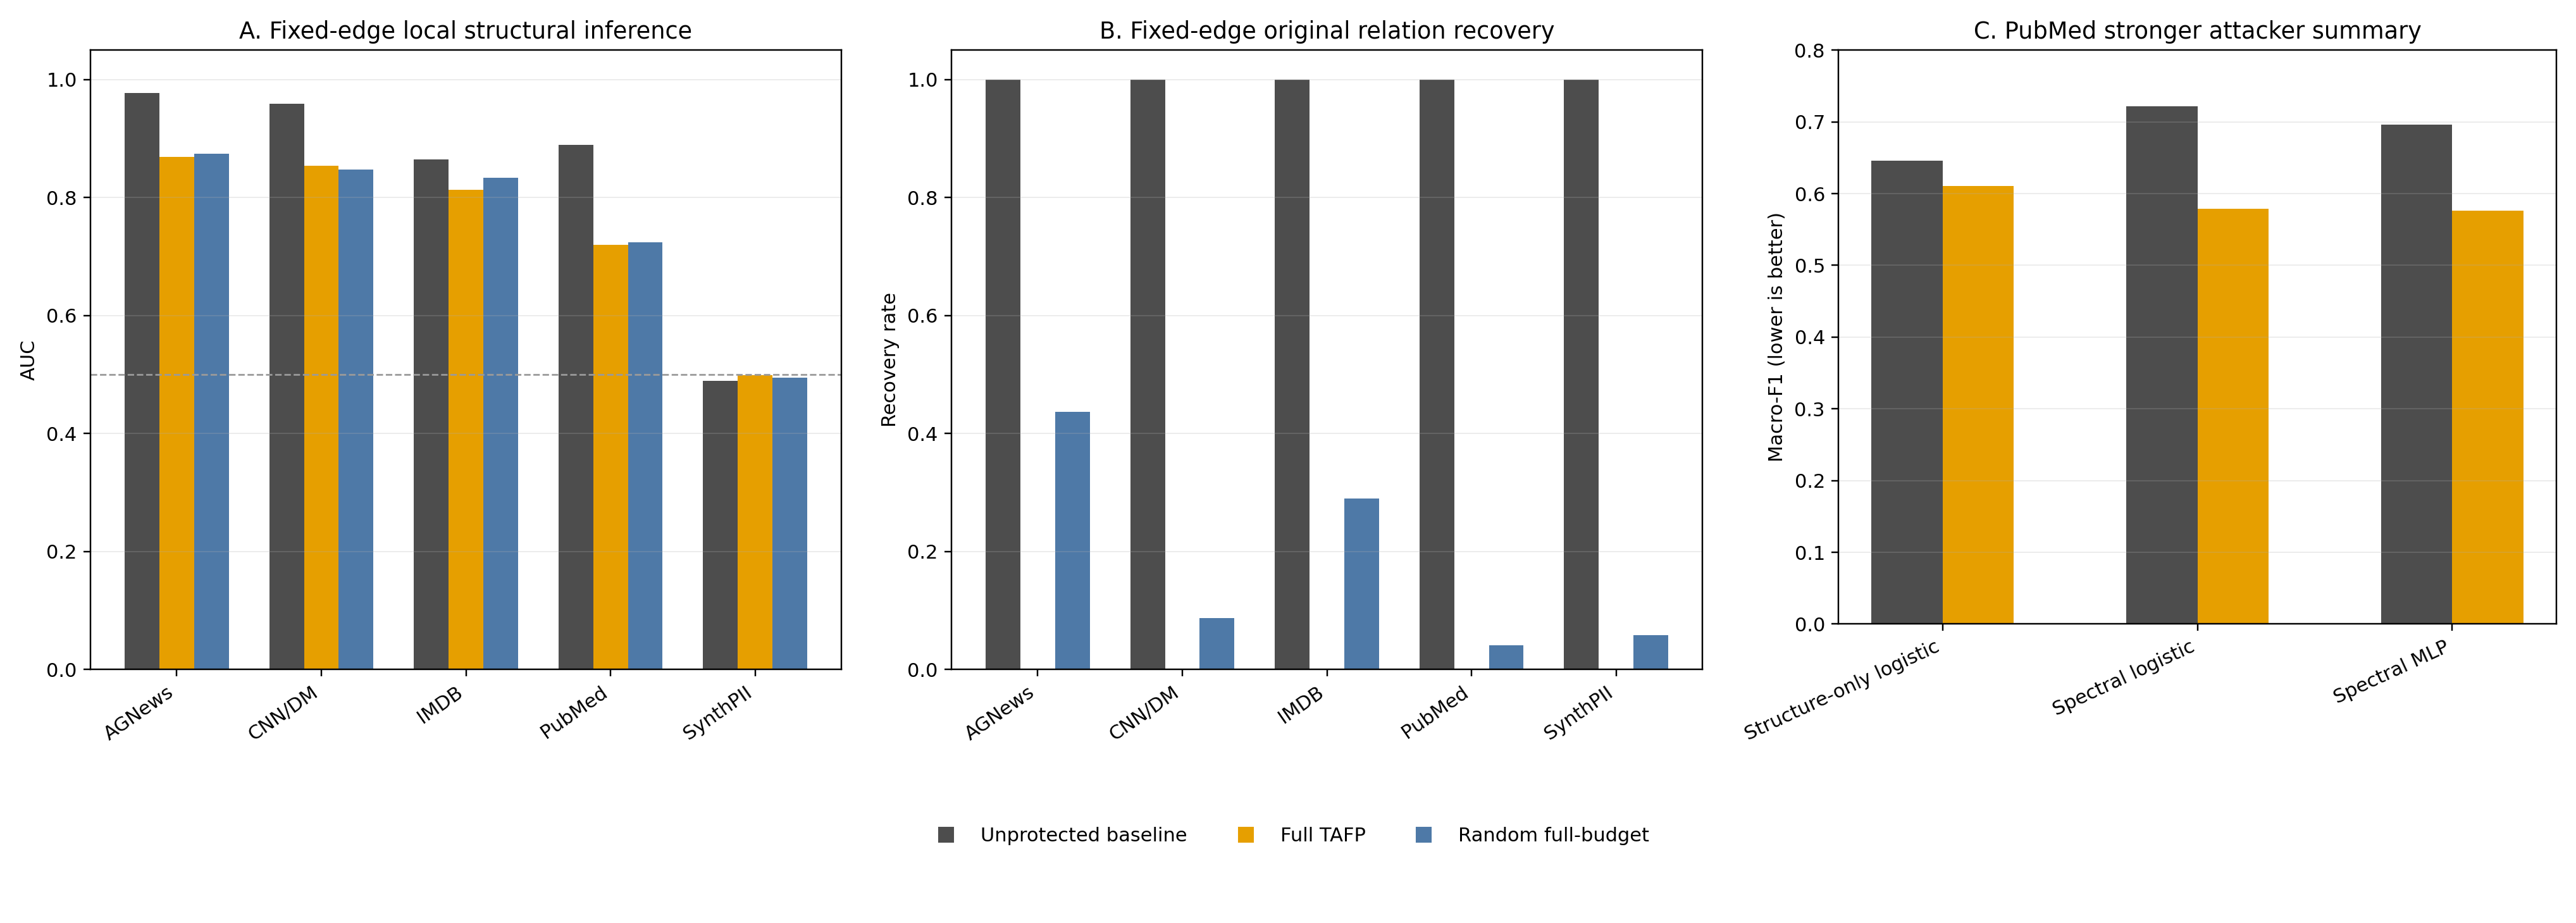 A. Fixed-edge local structural inference
AUC
1.0
0.8
0.6
0.4
0.2
0.0
AGNews
CNN/DM
IMDB
PubMed
SynthPII
B. Fixed-edge original relation recovery
Recovery rate
1.0
0.8
0.6
0.4
0.2
0.0
AGNews
CNN/DM
IMDB
PubMed
SynthPII
C. PubMed stronger attacker summary
Macro-F1 (lower is better)
0.8
0.7
0.6
0.5
0.4
0.3
0.2
0.1
0.0
Structure-only logistic
Spectral logistic
Spectral MLP
Unprotected baseline
Full TAFP
Random full-budget